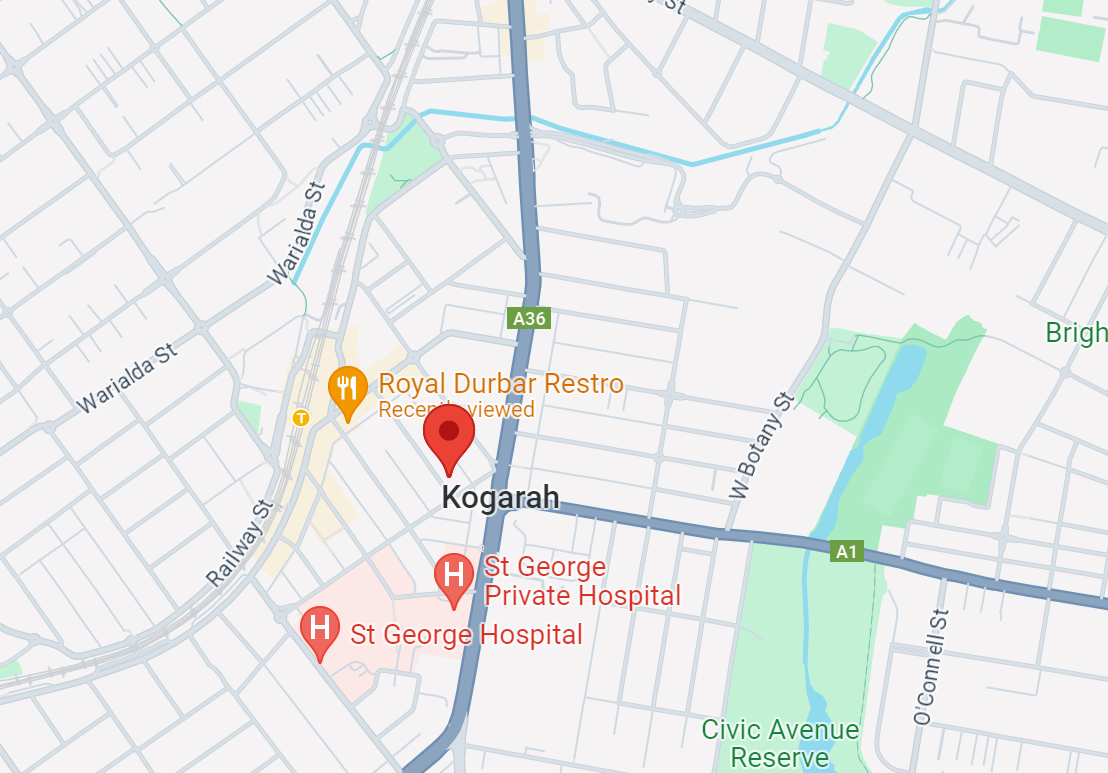 Warialda St
A36
Brigh
Warialda St
Royal Durbar Restro
Recently viewed
T
W Botany St
Kogarah
Railway St
A1
H
St George
Private Hospital
H
St George Hospital
O'Connell St
Civic Avenue
Reserve